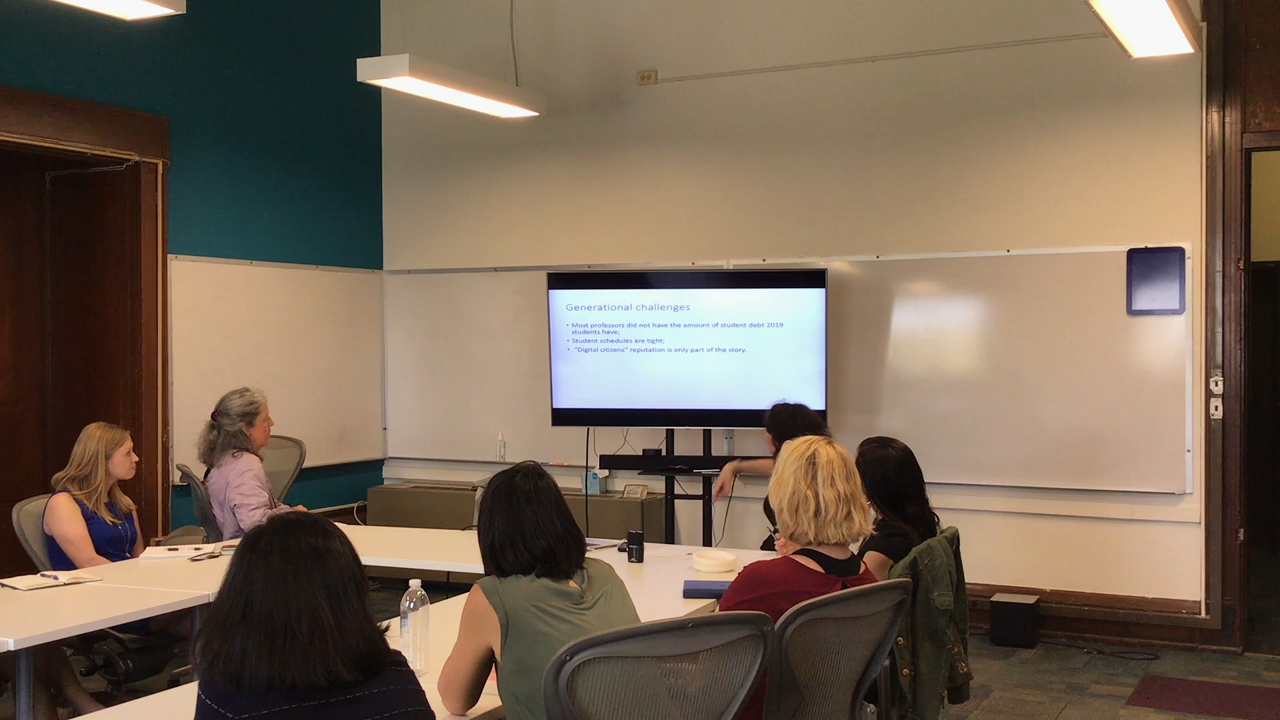 Generational challenges
• Most professors did not have the amount of student debt 2019
students have;
• Student schedules are tight;
• "Digital citizens" reputation is only part of the story.